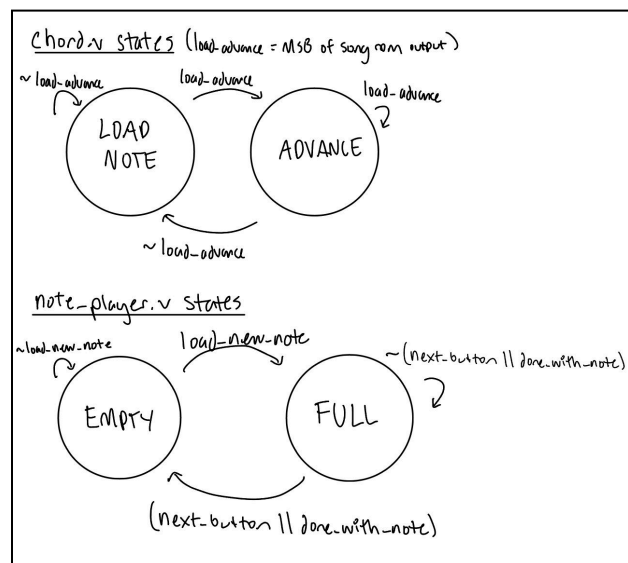 chord.v states (load_advance = MSB of song rom output)
~load_advance
load_advance
load_advance
LOAD
NOTE
ADVANCE
~load_advance
note_player.v states
~load_new_note
load_new_note
~(next_button || done_with_note)
EMPTY
FULL
(next_button || done_with_note)